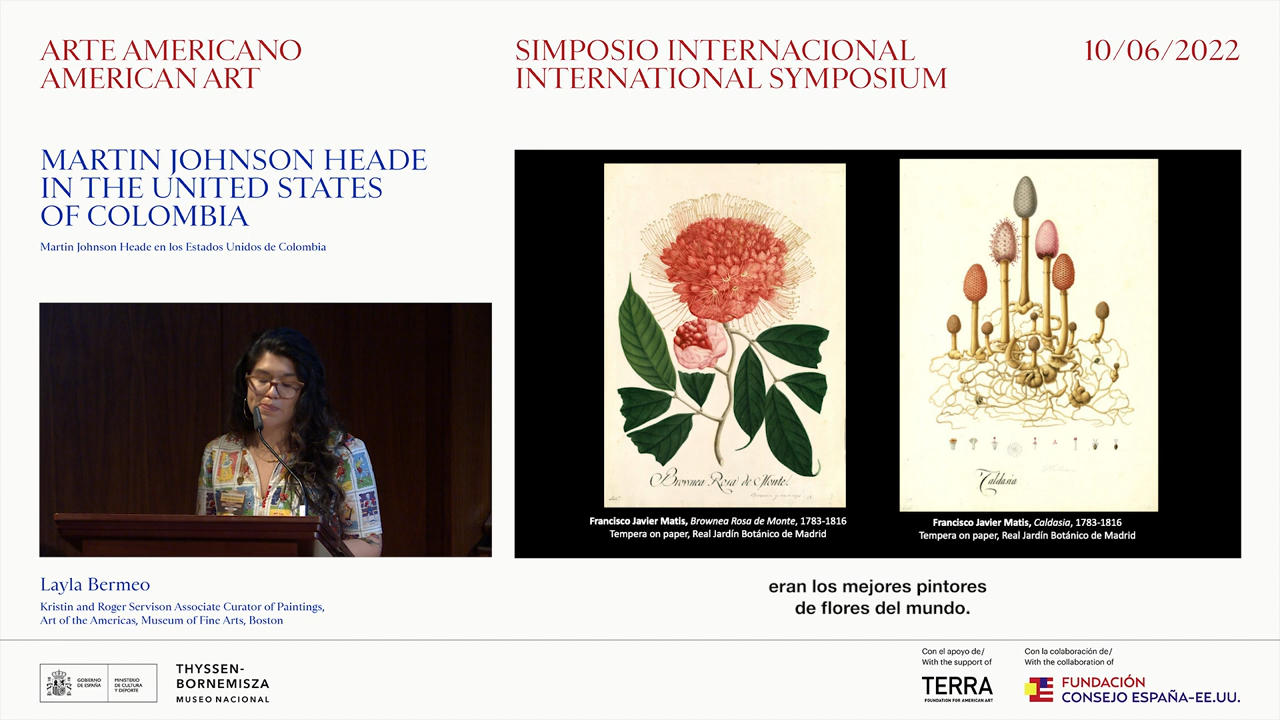 ARTE AMERICANO
AMERICAN ART
SIMPOSIO INTERNACIONAL
INTERNATIONAL SYMPOSIUM
10/06/2022
MARTIN JOHNSON HEADE
IN THE UNITED STATES
OF COLOMBIA
Martin Johnson Heade en los Estados Unidos de Colombia
Brownea Rosa de Monte.
Caldasia
Francisco Javier Matis, Brownea Rosa de Monte, 1783-1816
Tempera on paper, Real Jardín Botánico de Madrid
Francisco Javier Matis, Caldasia, 1783-1816
Tempera on paper, Real Jardín Botánico de Madrid
Layla Bermeo
Kristin and Roger Servison Associate Curator of Paintings,
Art of the Americas, Museum of Fine Arts, Boston
eran los mejores pintores
de flores del mundo.
GOBIERNO
DE ESPAÑA
MINISTERIO
DE CULTURA
Y DEPORTE
THYSSEN-
BORNEMISZA
MUSEO NACIONAL
Con el apoyo de/
With the support of
TERRA
FOUNDATION FOR AMERICAN ART
Con la colaboración de/
With the collaboration of
FUNDACIÓN
CONSEJO ESPAÑA-EE.UU.